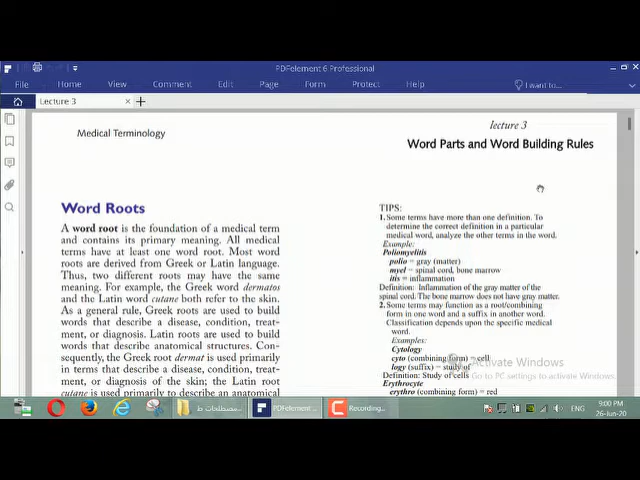 PDFelement 6 Professional
File Home View Comment Edit Page Form Protect Help I want to...
Lecture 3
Medical Terminology
lecture 3
Word Parts and Word Building Rules
Word Roots
A word root is the foundation of a medical term
and contains its primary meaning. All medical
terms have at least one word root. Most word
roots are derived from Greek or Latin language.
Thus, two different roots may have the same
meaning. For example, the Greek word dermatos
and the Latin word cutane both refer to the skin.
As a general rule, Greek roots are used to build
words that describe a disease, condition, treat-
ment, or diagnosis. Latin roots are used to build
words that describe anatomical structures. Con-
sequently, the Greek root dermat is used primarily
in terms that describe a disease, condition, treat-
ment, or diagnosis of the skin; the Latin root
cutane is used primarily to describe an anatomical
TIPS:
1. Some terms have more than one definition. To
determine the correct definition in a particular
medical word, analyze the other terms in the word.
Example:
Poliomyelitis
polio = gray (matter)
myel = spinal cord, bone marrow
itis = inflammation
Definition: Inflammation of the gray matter of the
spinal cord. The bone marrow does not have gray matter.
2. Some terms may function as a root/combining
form in one word and a suffix in another word.
Classification depends upon the specific medical
word.
Examples:
Cytology
cyto (combining form) = cell
logy (suffix) = study of
Definition: Study of cells
Erythrocyte
erythro (combining form) = red
Activate Windows
Go to PC settings to activate Windows.
مصطلحات ط...
PDFelement ...
Recording...
ENG
9:00 PM
26-Jun-20